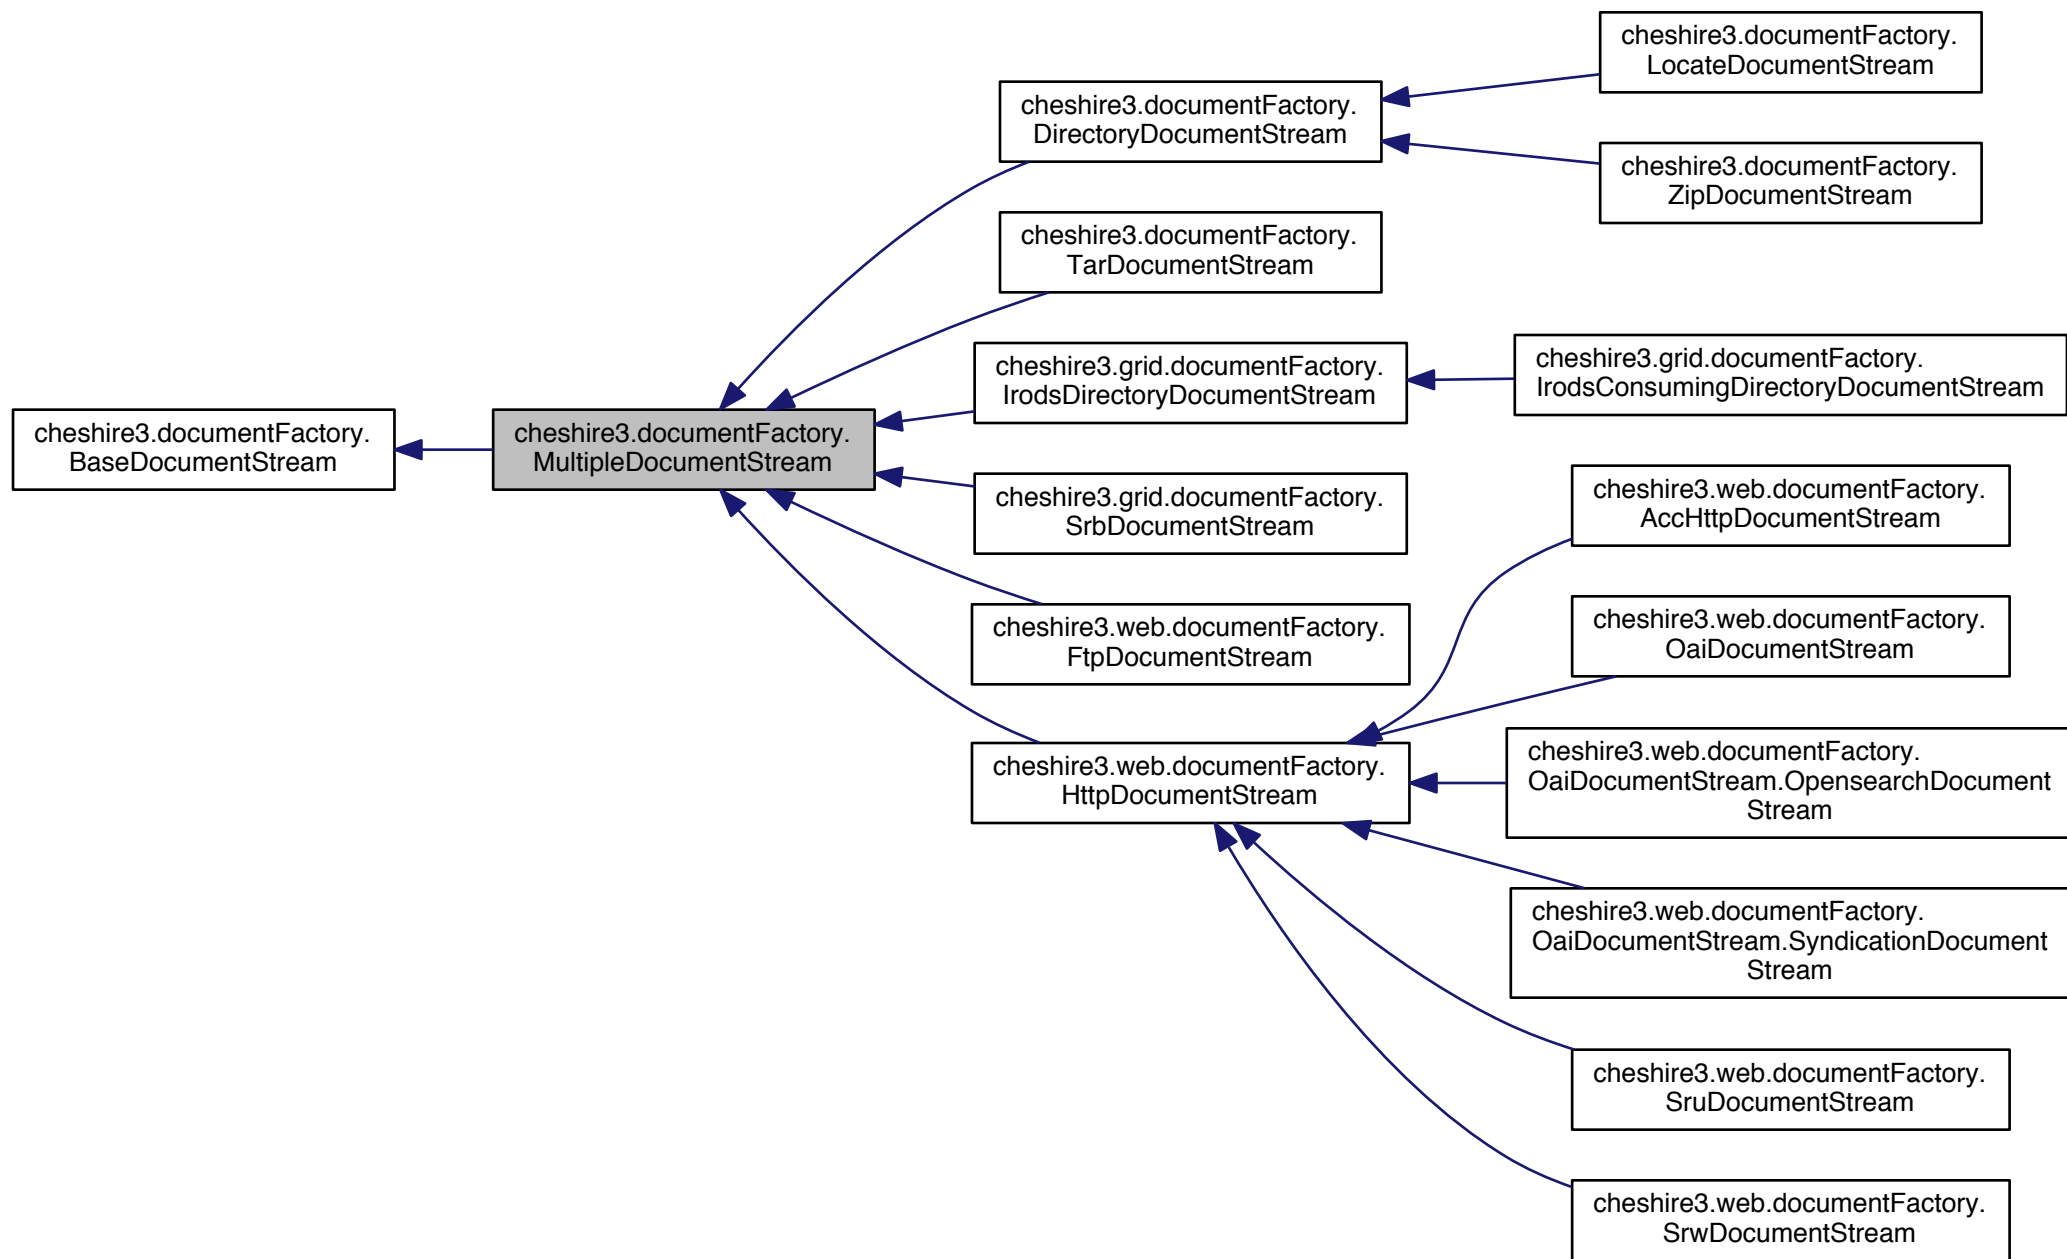 cheshire3.documentFactory.
LocateDocumentStream
cheshire3.documentFactory.
DirectoryDocumentStream
cheshire3.documentFactory.
ZipDocumentStream
cheshire3.documentFactory.
TarDocumentStream
cheshire3.grid.documentFactory.
IrodsDirectoryDocumentStream
cheshire3.grid.documentFactory.
IrodsConsumingDirectoryDocumentStream
cheshire3.documentFactory.
BaseDocumentStream
cheshire3.documentFactory.
MultipleDocumentStream
cheshire3.grid.documentFactory.
SrbDocumentStream
cheshire3.web.documentFactory.
AccHttpDocumentStream
cheshire3.web.documentFactory.
FtpDocumentStream
cheshire3.web.documentFactory.
OaiDocumentStream
cheshire3.web.documentFactory.
HttpDocumentStream
cheshire3.web.documentFactory.
OaiDocumentStream.OpensearchDocument
Stream
cheshire3.web.documentFactory.
OaiDocumentStream.SyndicationDocument
Stream
cheshire3.web.documentFactory.
SruDocumentStream
cheshire3.web.documentFactory.
SrwDocumentStream